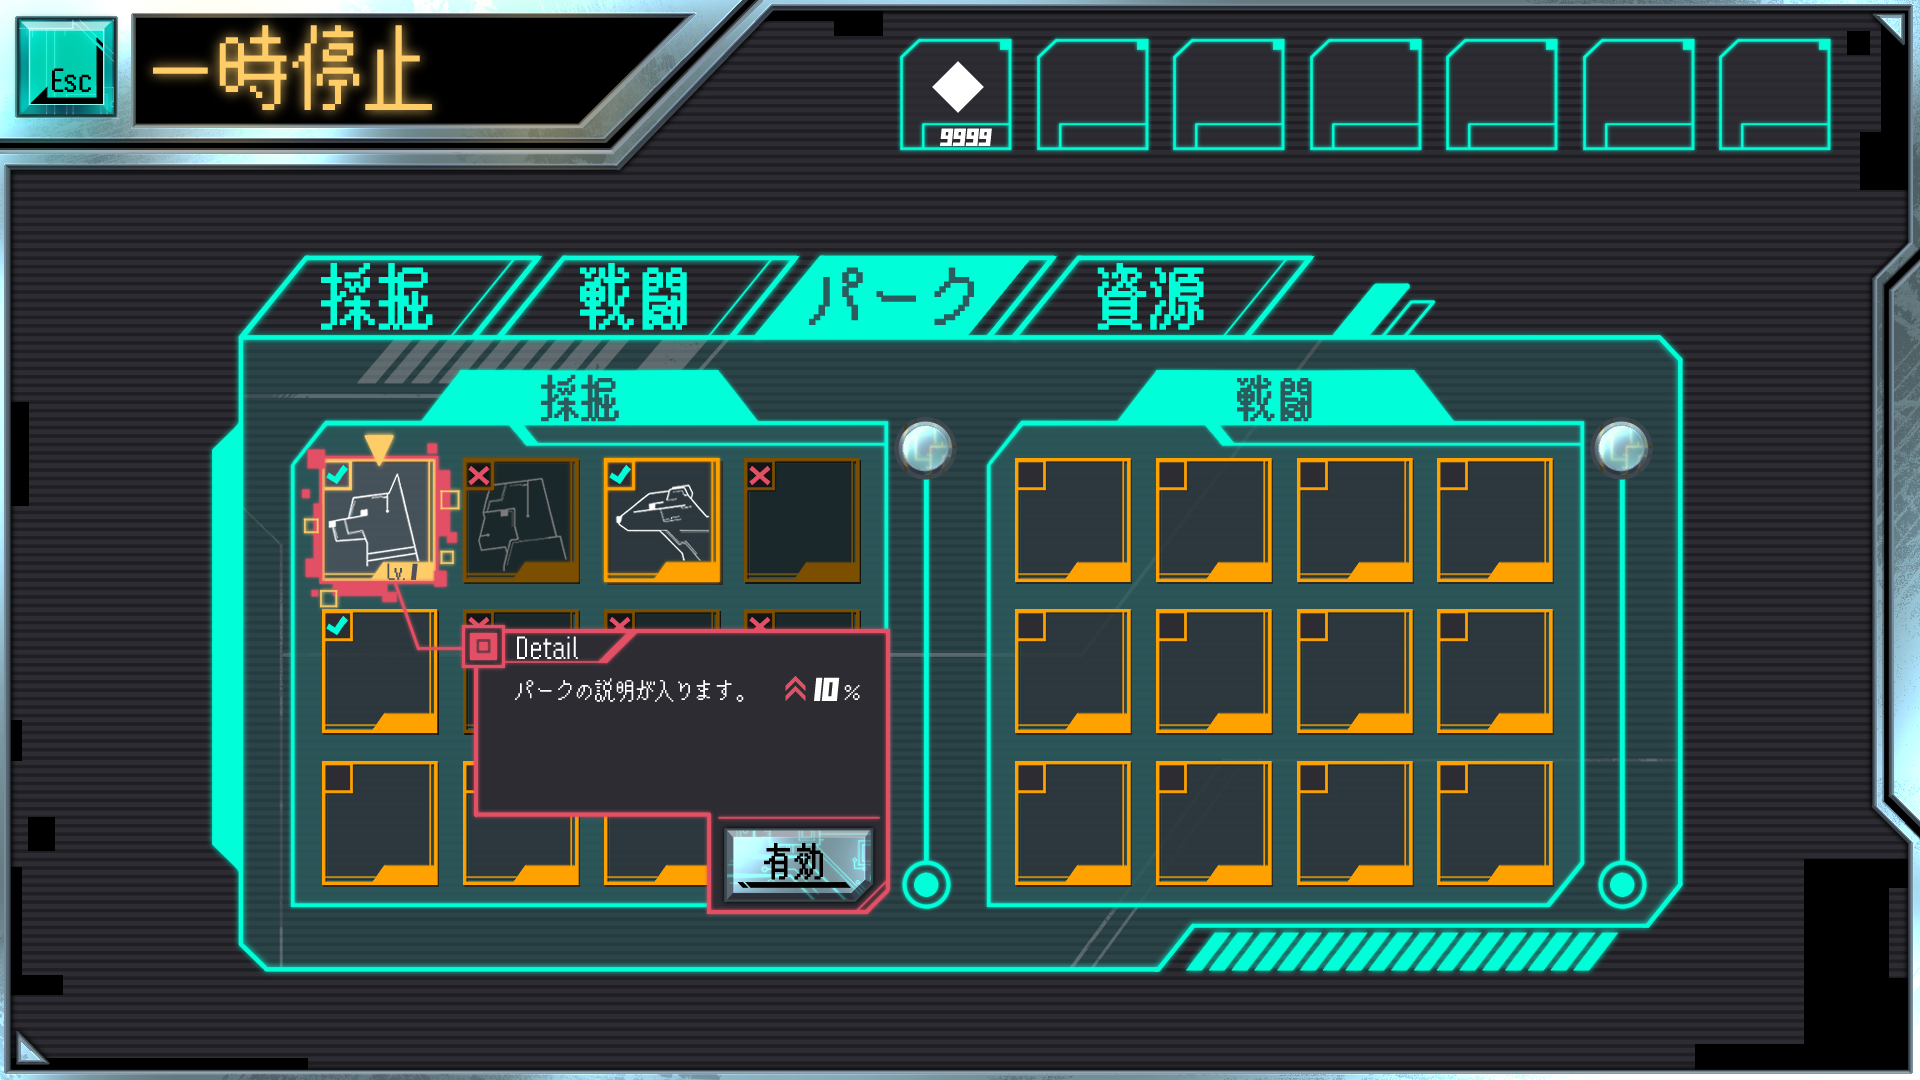 Esc
一時停止
9999
採掘
戦闘
パーク
資源
採掘
戦闘
Lv. 1
Detail
パークの説明が入ります。 10 %
有効